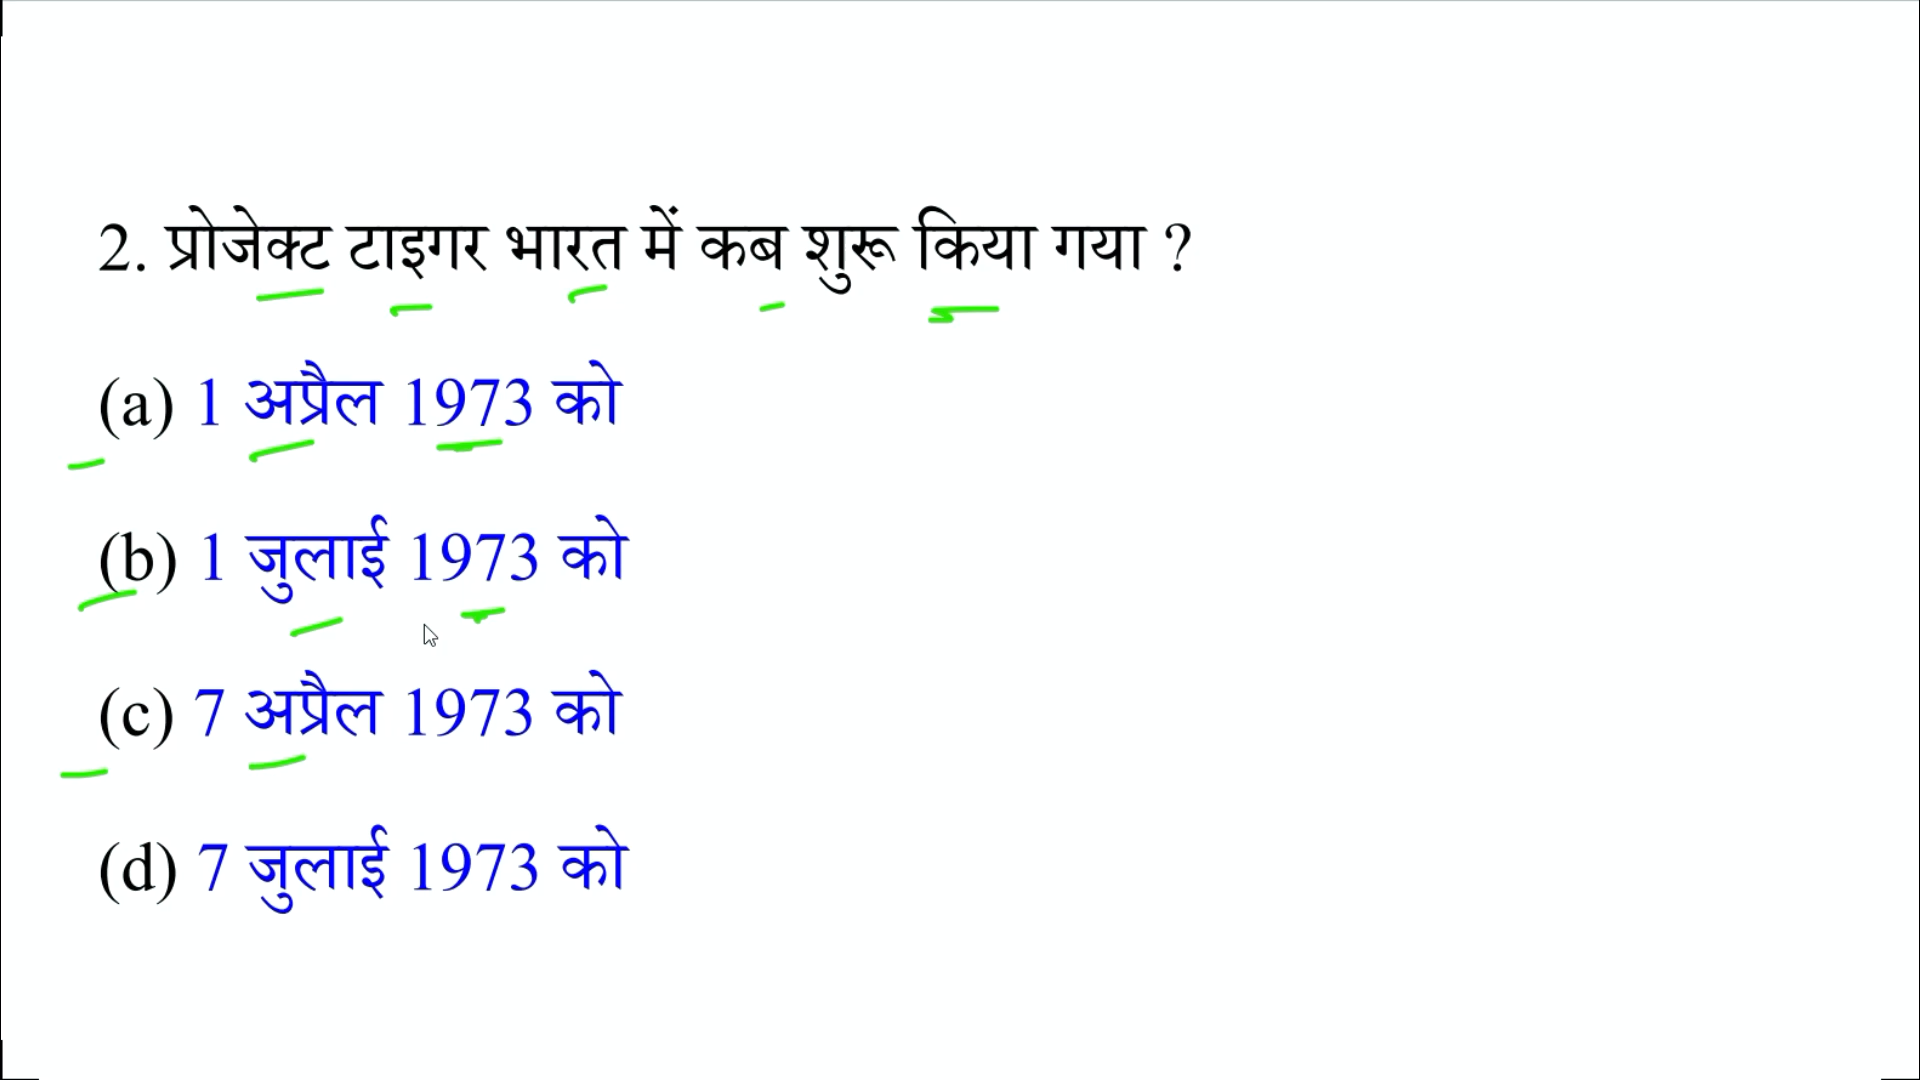 2. प्रोजेक्ट टाइगर भारत में कब शुरू किया गया ?
(a) 1 अप्रैल 1973 को
(b) 1 जुलाई 1973 को
(c) 7 अप्रैल 1973 को
(d) 7 जुलाई 1973 को